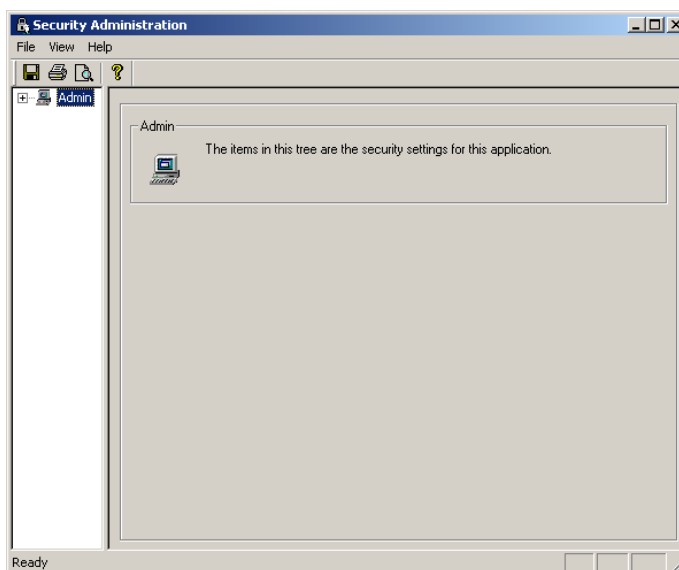 Security Administration
File View Help
Admin
Admin
The items in this tree are the security settings for this application.
Ready